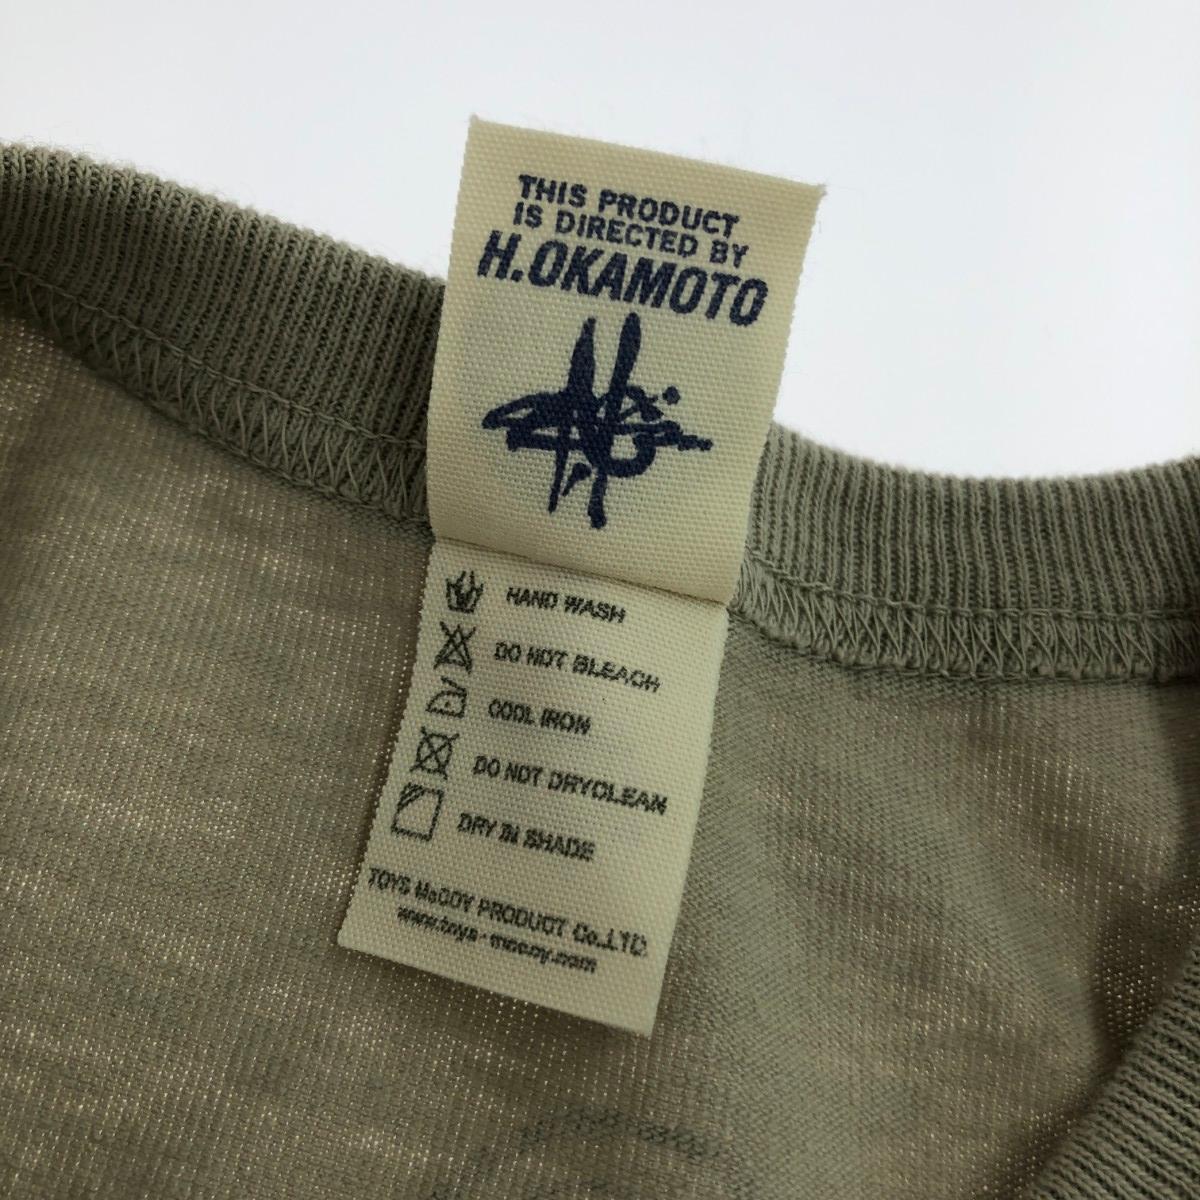 THIS PRODUCT
IS DIRECTED BY
H.OKAMOTO
HAND WASH
DO NOT BLEACH
COOL IRON
DO NOT DRYCLEAN
DRY IN SHADE
TOYS McCOY PRODUCT Co.,LTD.
www.toys-mccoy.com